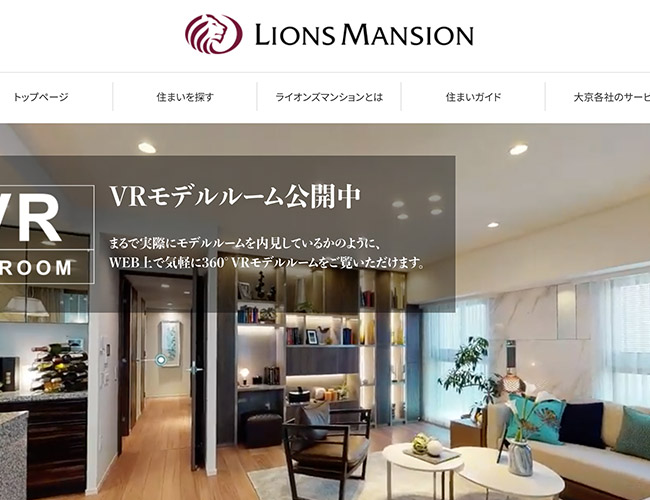 LIONS MANSION
トップページ
住まいを探す
ライオンズマンションとは
住まいガイド
大京各社のサービ
VR
ROOM
VRモデルルーム公開中
まるで実際にモデルルームを内見しているかのように、
WEB上で気軽に360°VRモデルルームをご覧いただけます。